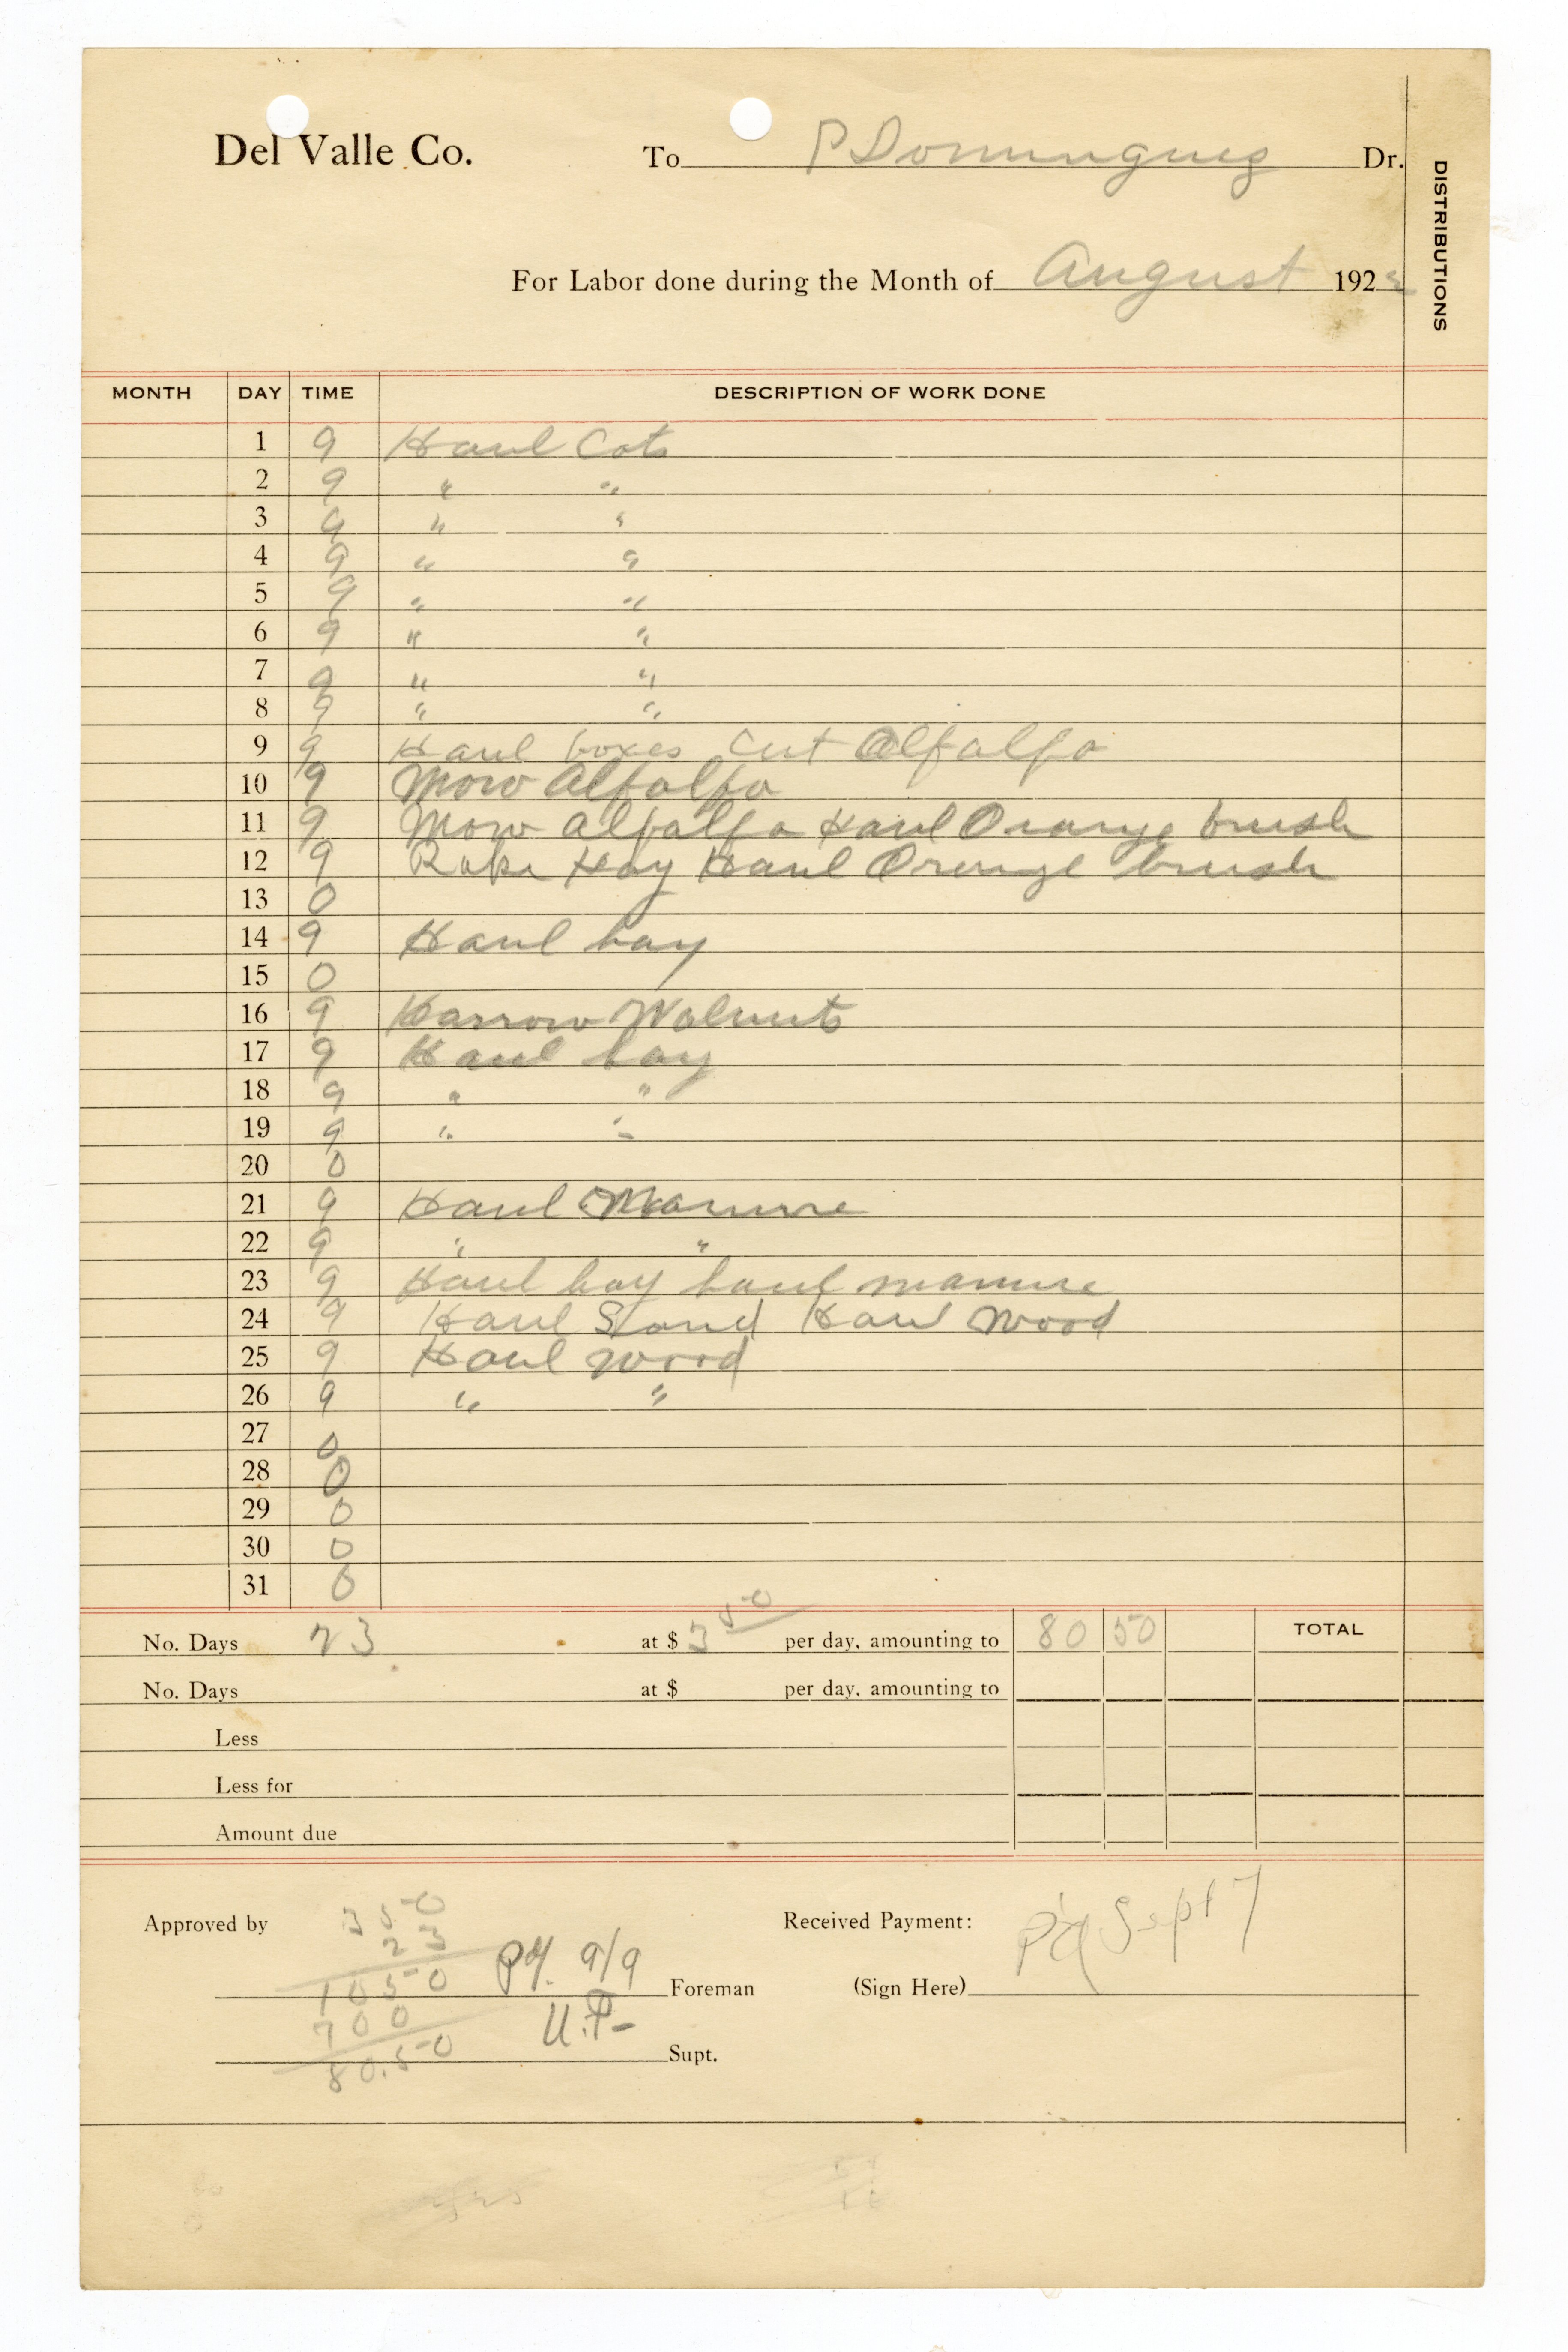 Del Valle Co. To P Dominguez Dr.
DISTRIBUTIONS
For Labor done during the Month of August 1922
MONTH DAY TIME DESCRIPTION OF WORK DONE
1 9 Haul Cots
2 9 " "
3 9 " "
4 9 " "
5 9 " "
6 9 " "
7 9 " "
8 9 " "
9 9 Haul boxes Cut Alfalfa
10 9 Mow Alfalfa
11 9 Mow Alfalfa Haul Orange brush
12 9 Rake Hay Haul Orange brush
13 0
14 9 Haul hay
15 0
16 9 Harrow Walnuts
17 9 Haul hay
18 9 " "
19 9 " "
20 0
21 9 Haul Manure
22 9 " "
23 9 Haul hay haul manure
24 9 Haul Sand Haul Wood
25 9 Haul Wood
26 9 " "
27 0
28 0
29 0
30 0
31 0
No. Days 23 at $ 3 50 per day, amounting to 80 50 TOTAL
No. Days at $ per day, amounting to
Less
Less for
Amount due
Approved by 3 50 Received Payment: Pd Sept 7
23
1050 Pd. 9/9 Foreman (Sign Here)
700 U.P.
80.50 Supt.